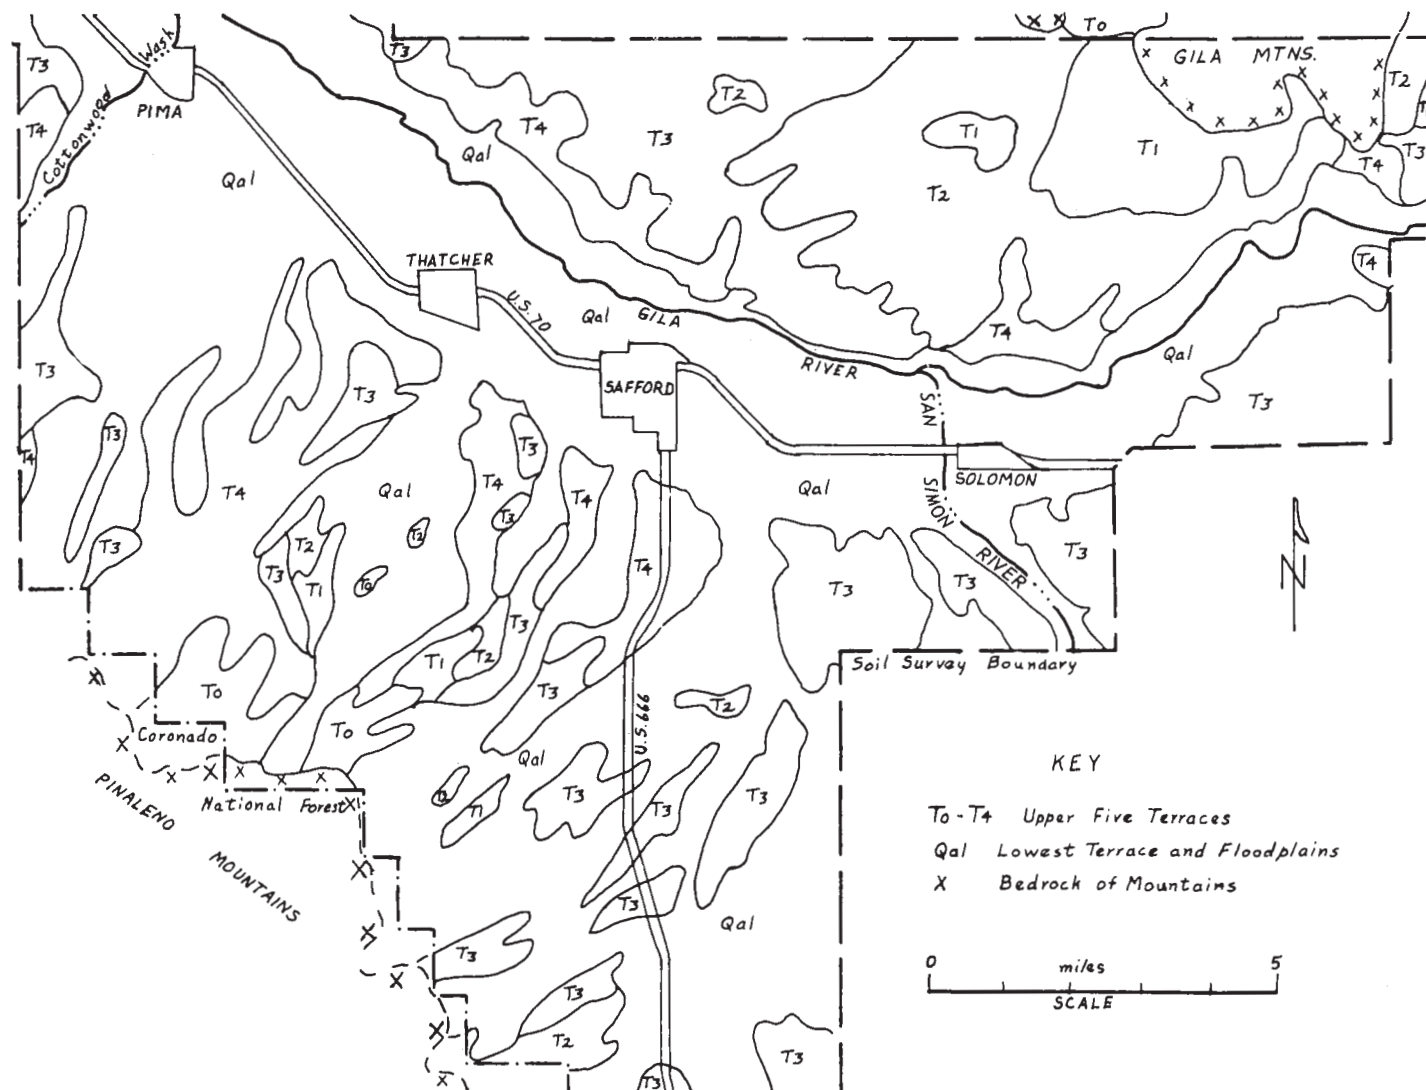 To
T3
GILA MTNS.
T3
T2
Cottonwood Wash
PIMA
T2
T4
T4
T3
T1
T1
T3
Qal
T4
Qal
T2
THATCHER
T4
U.S. 70
Qal
GILA RIVER
T4
Qal
T3
T3
SAFFORD
T3
SAN SIMON RIVER
T3
T3
T4
T4
Qal
T4
T4
Qal
SOLOMON
T3
T2
T2
T3
T3
T3
T3
T1
To
T4
T3
T3
N
T3
T1
T2
Soil Survey Boundary
To
T3
T2
Coronado
To
U.S. 666
Qal
KEY
PINALENO MOUNTAINS
National Forest
T1
T3
T3
T3
To - T4 Upper Five Terraces
Qal Lowest Terrace and Floodplains
X Bedrock of Mountains
T3
Qal
T3
0 miles 5
SCALE
T3
T2
T3
T3